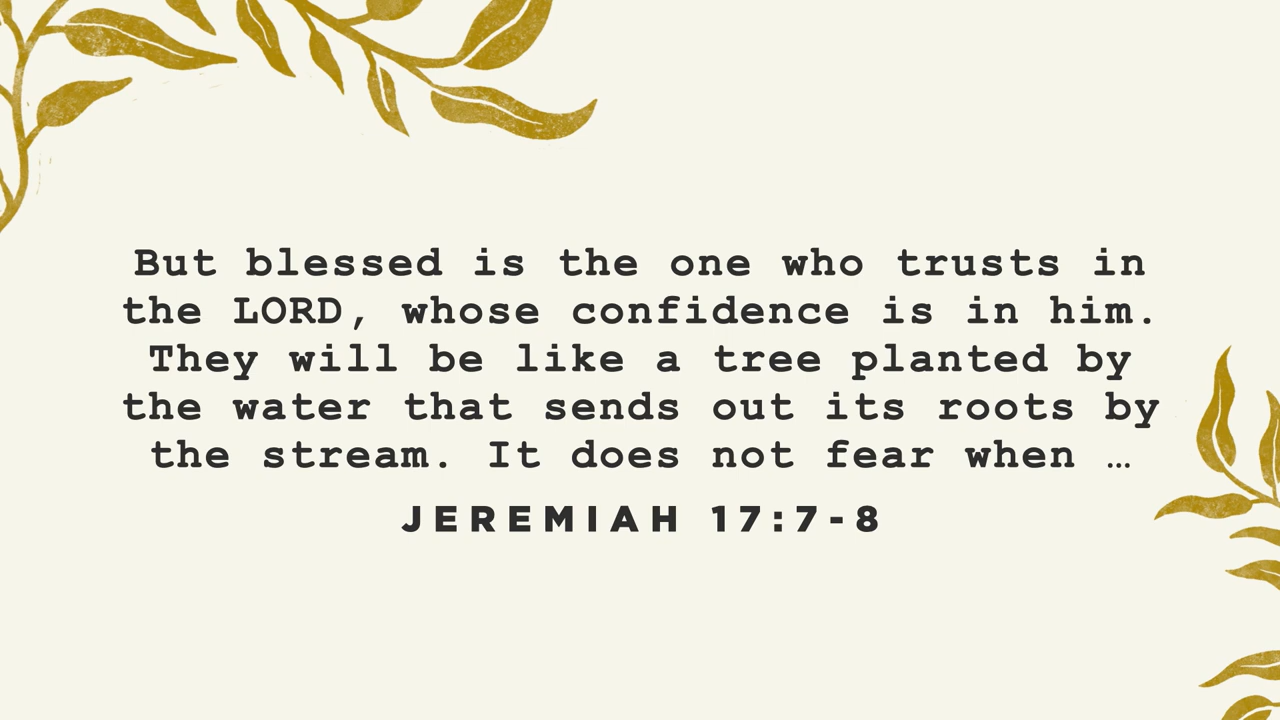 But blessed is the one who trusts in
the LORD, whose confidence is in him.
They will be like a tree planted by
the water that sends out its roots by
the stream. It does not fear when …
JEREMIAH 17:7-8